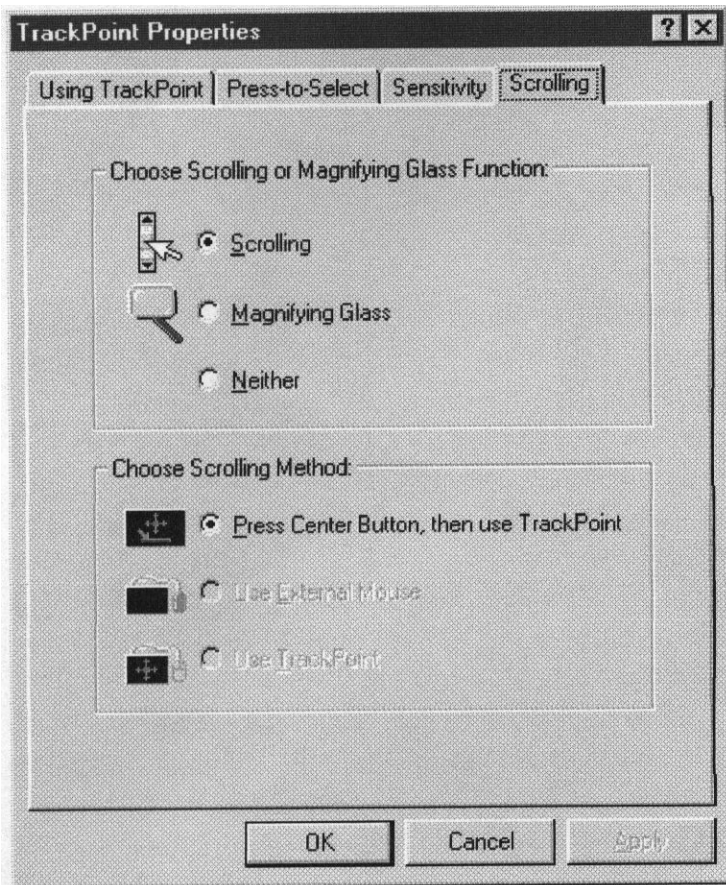 TrackPoint Properties
Using TrackPoint Press-to-Select Sensitivity Scrolling
Choose Scrolling or Magnifying Glass Function:
Scrolling
Magnifying Glass
Neither
Choose Scrolling Method:
Press Center Button, then use TrackPoint
Use External Mouse
Use TrackPoint
OK Cancel Apply